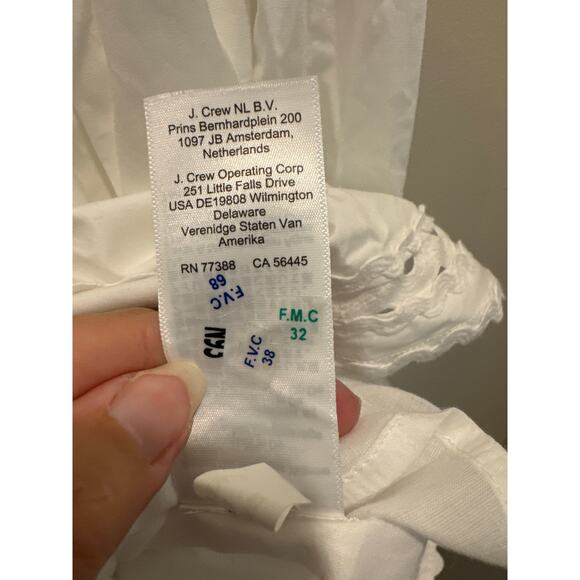 J. Crew NL B.V.
Prins Bernhardplein 200
1097 JB Amsterdam,
Netherlands
J. Crew Operating Corp
251 Little Falls Drive
USA DE19808 Wilmington
Delaware
Verenidge Staten Van
Amerika
RN 77388 CA 56445
F.V.C
68
F.M.C
32
F.V.C
38